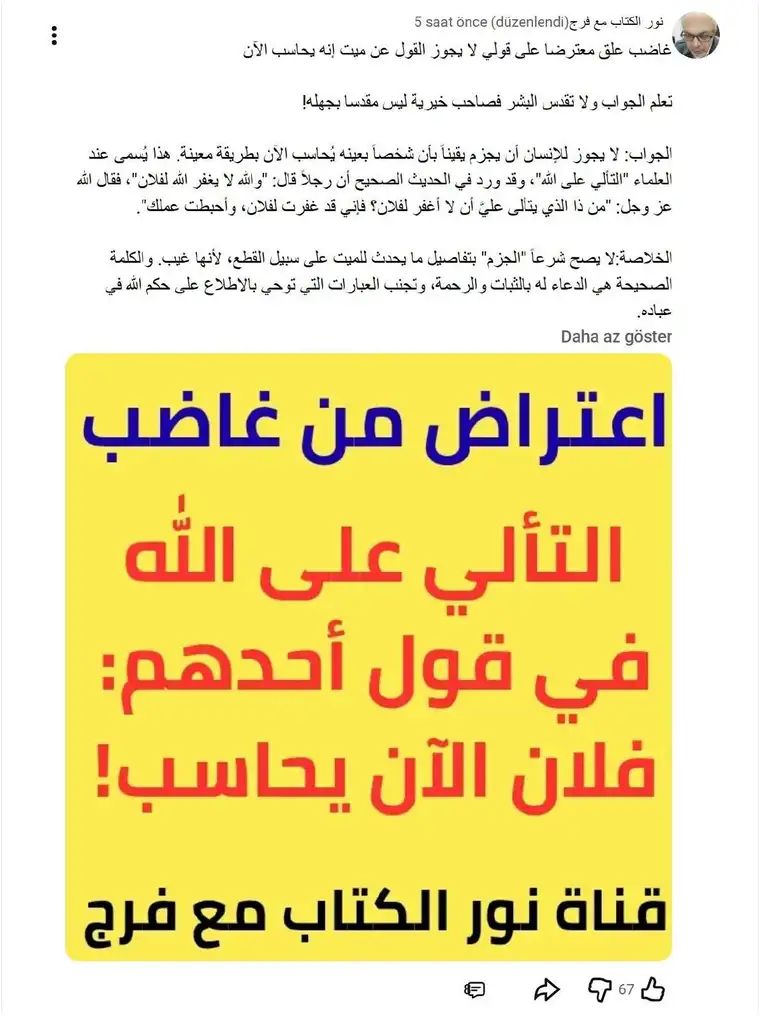 نور الكتاب مع فرج(düzenlendi) 5 saat önce
غاضب علق معترضا على قولي لا يجوز القول عن ميت إنه يحاسب الآن
تعلم الجواب ولا تقدس البشر فصاحب خيرية ليس مقدسا بجهله!
الجواب: لا يجوز للإنسان أن يجزم يقيناً بأن شخصاً بعينه يُحاسب الآن بطريقة معينة. هذا يُسمى عند
العلماء "التألي على الله"، وقد ورد في الحديث الصحيح أن رجلاً قال: "والله لا يغفر الله لفلان"، فقال الله
عز وجل: "من ذا الذي يتألى عليَّ أن لا أغفر لفلان؟ فإني قد غفرت لفلان، وأحبطت عملك".
الخلاصة:لا يصح شرعاً "الجزم" بتفاصيل ما يحدث للميت على سبيل القطع، لأنها غيب. والكلمة
الصحيحة هي الدعاء له بالثبات والرحمة، وتجنب العبارات التي توحي بالاطلاع على حكم الله في
عباده.
Daha az göster
اعتراض من غاضب
التألي على الله
في قول أحدهم:
فلان الآن يحاسب!
قناة نور الكتاب مع فرج
67